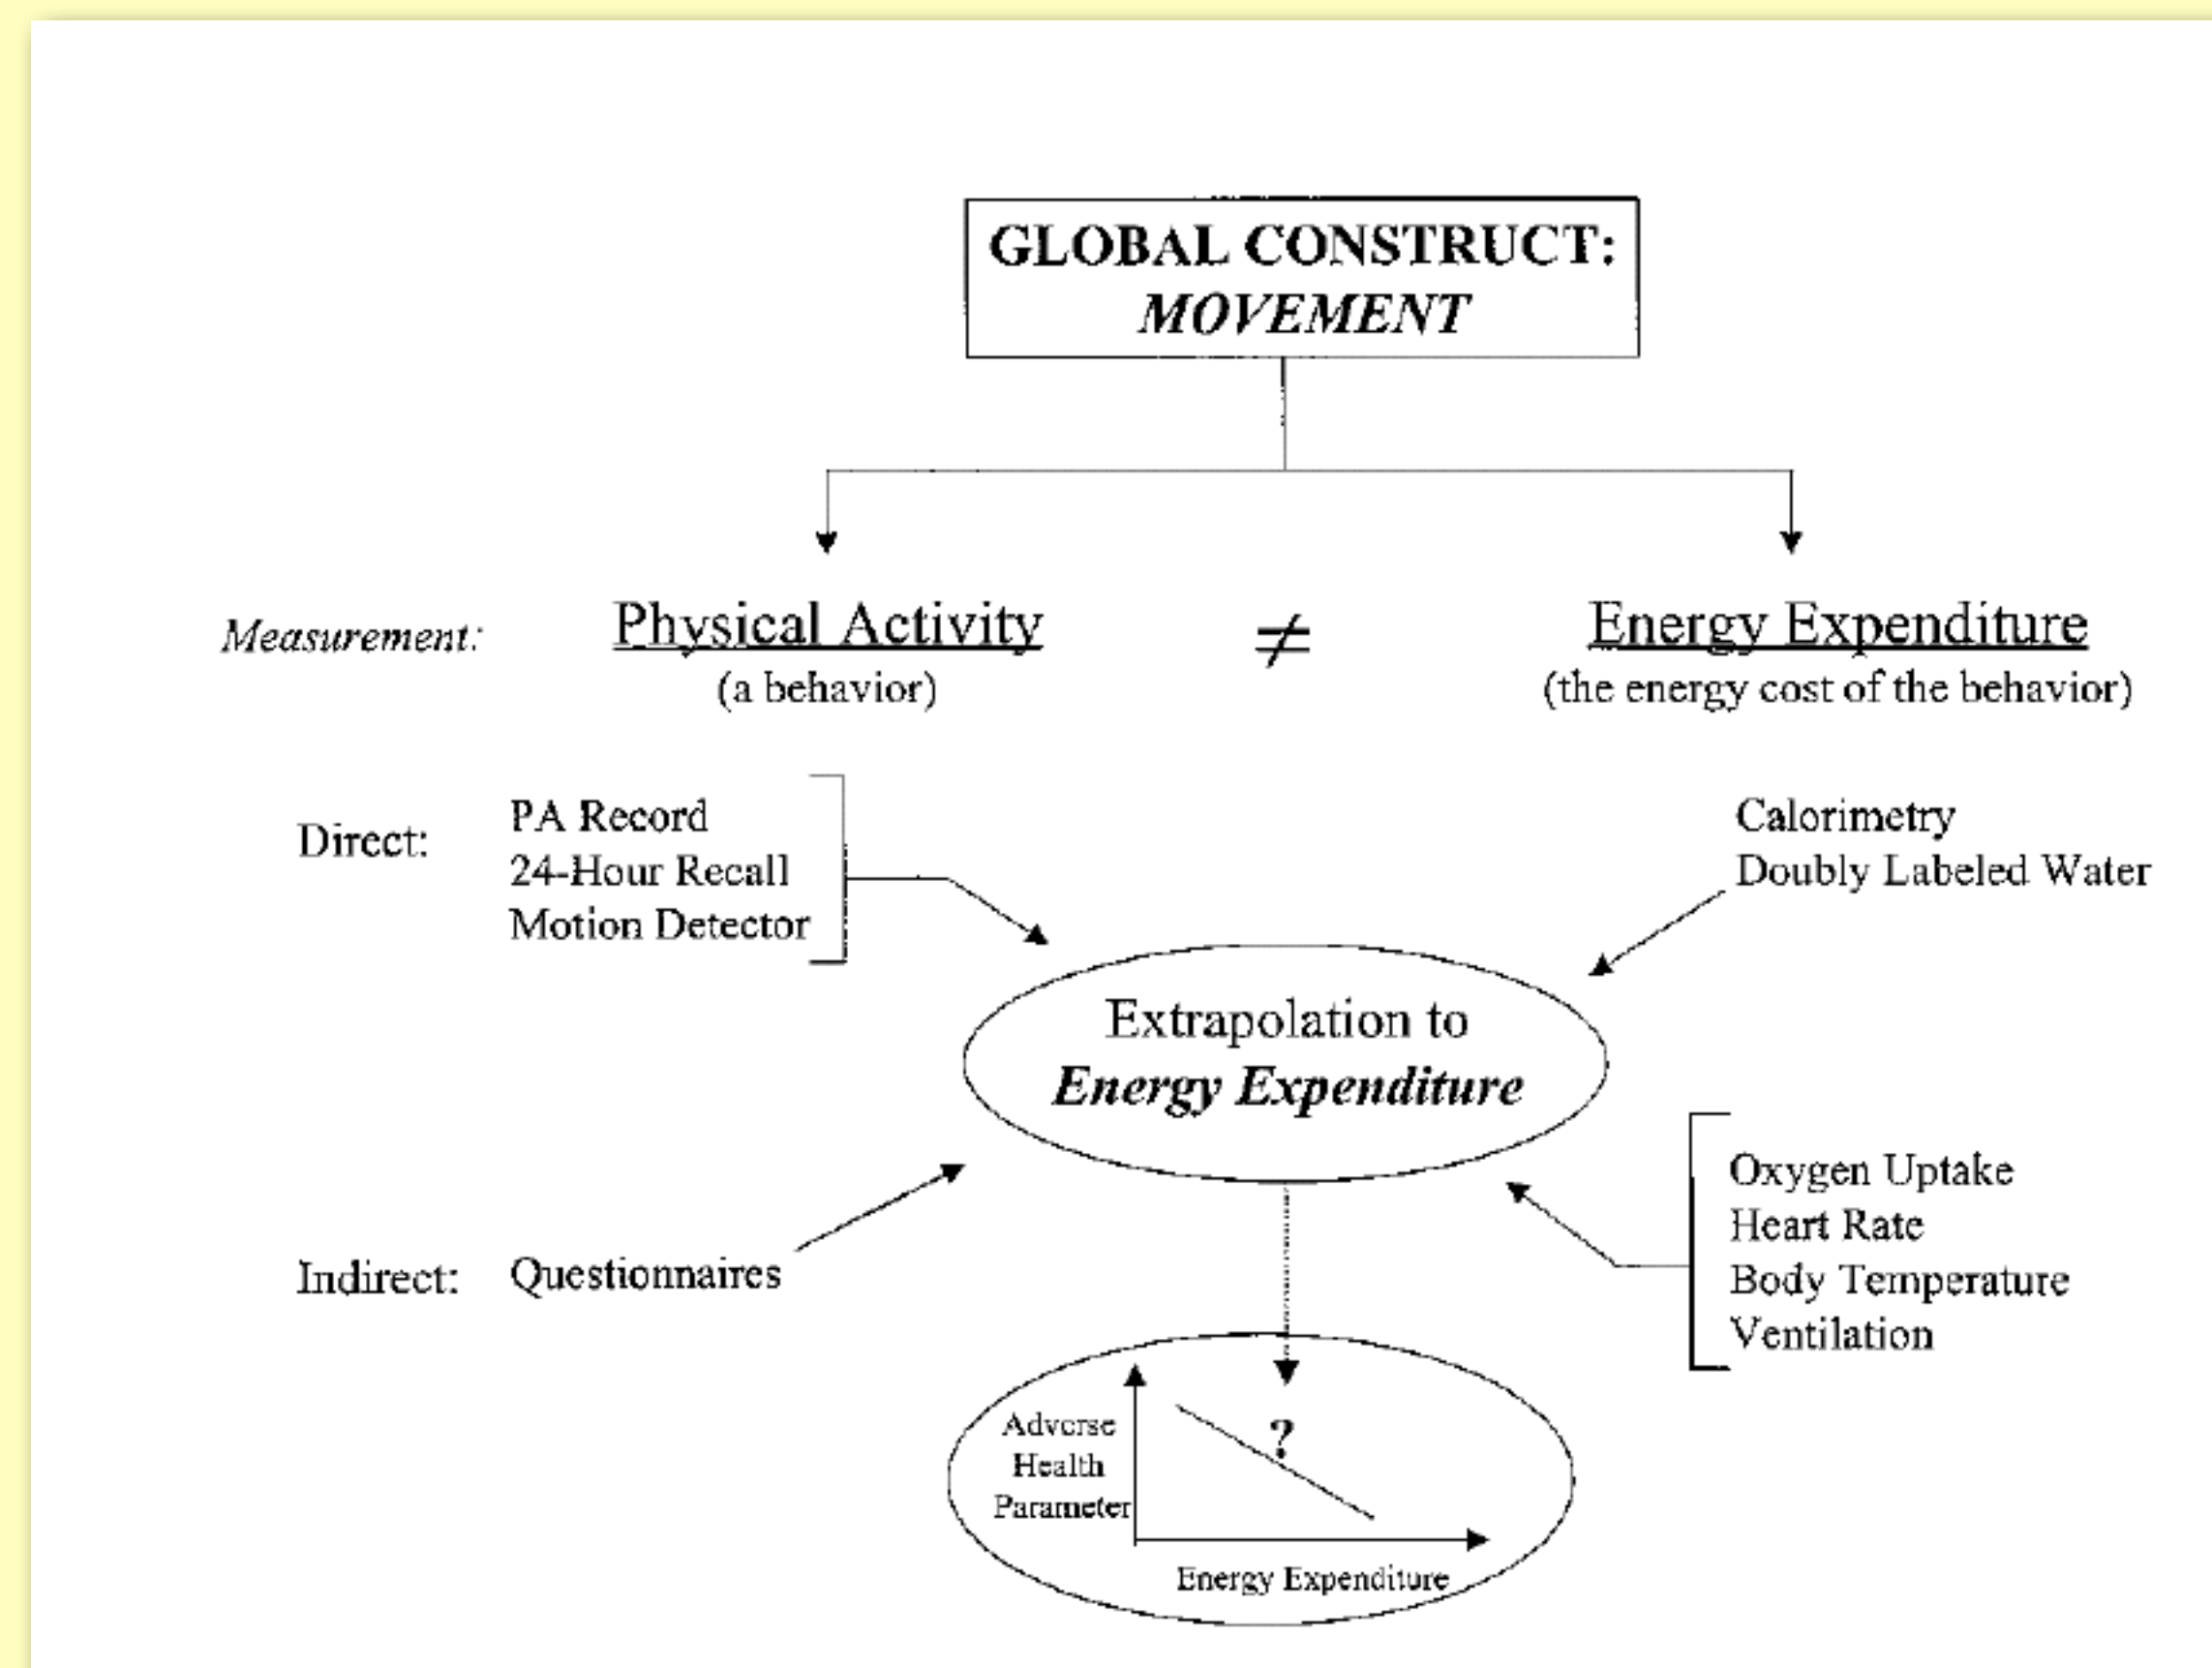 GLOBAL CONSTRUCT:
MOVEMENT
Measurement: Physical Activity ≠ Energy Expenditure
(a behavior) (the energy cost of the behavior)
Direct: PA Record
24-Hour Recall
Motion Detector
Calorimetry
Doubly Labeled Water
Extrapolation to
Energy Expenditure
Indirect: Questionnaires
Oxygen Uptake
Heart Rate
Body Temperature
Ventilation
Adverse
Health
Parameter
?
Energy Expenditure